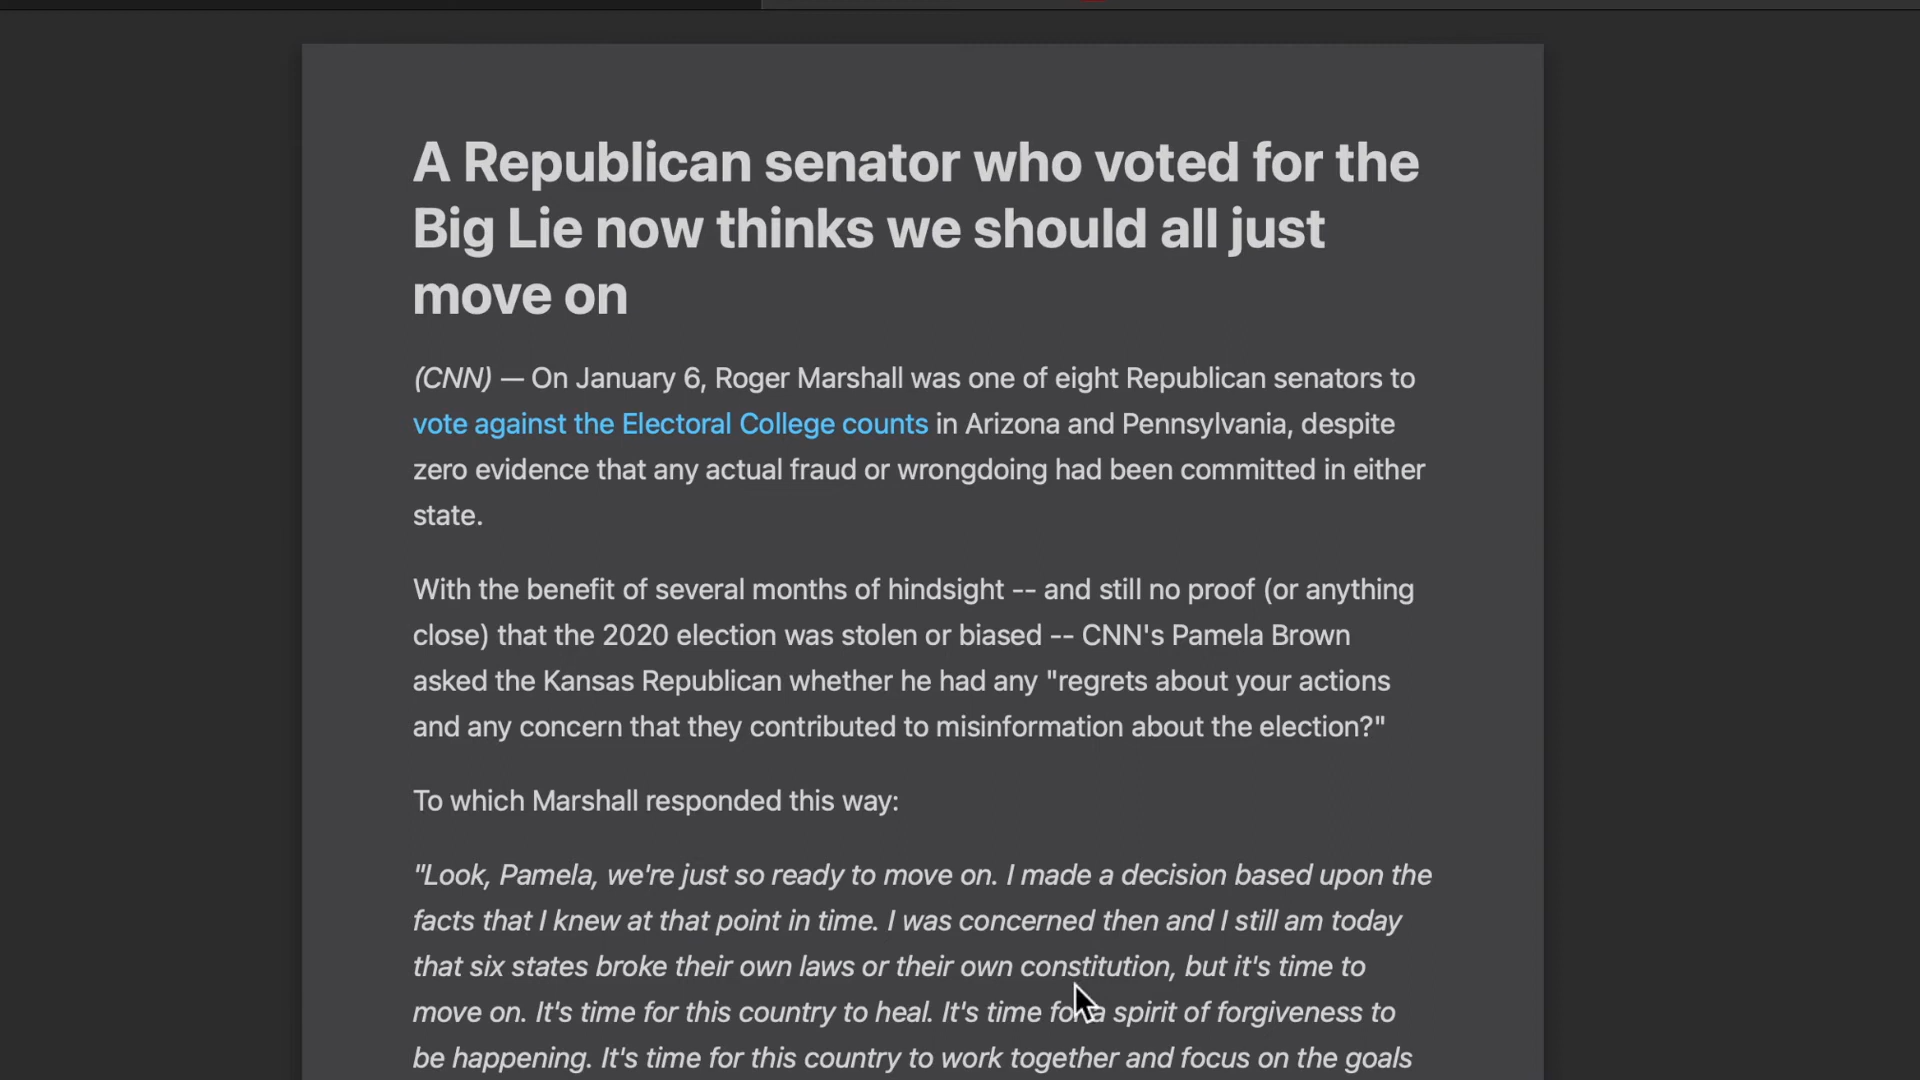 A Republican senator who voted for the
Big Lie now thinks we should all just
move on
(CNN) — On January 6, Roger Marshall was one of eight Republican senators to
vote against the Electoral College counts in Arizona and Pennsylvania, despite
zero evidence that any actual fraud or wrongdoing had been committed in either
state.
With the benefit of several months of hindsight -- and still no proof (or anything
close) that the 2020 election was stolen or biased -- CNN's Pamela Brown
asked the Kansas Republican whether he had any "regrets about your actions
and any concern that they contributed to misinformation about the election?"
To which Marshall responded this way:
"Look, Pamela, we're just so ready to move on. I made a decision based upon the
facts that I knew at that point in time. I was concerned then and I still am today
that six states broke their own laws or their own constitution, but it's time to
move on. It's time for this country to heal. It's time for a spirit of forgiveness to
be happening. It's time for this country to work together and focus on the goals